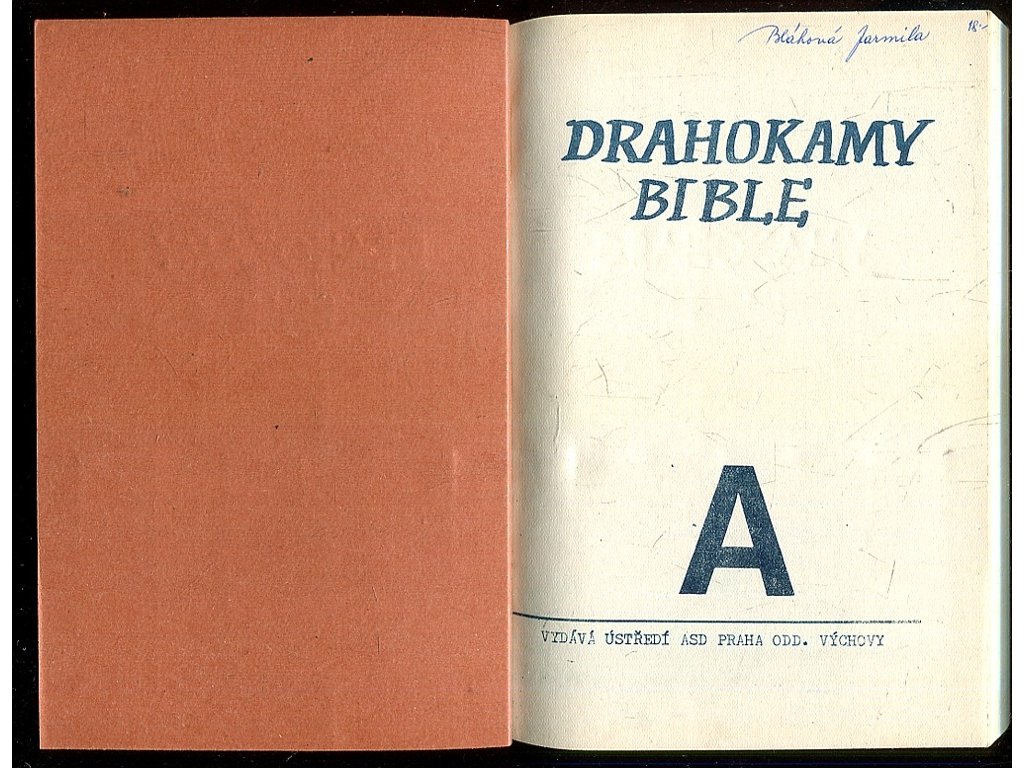 Bláhová Jarmila 18.-
DRAHOKAMY
BIBLE
A
VYDÁVÁ ÚSTŘEDÍ ASD PRAHA ODD. VÝCHOVY